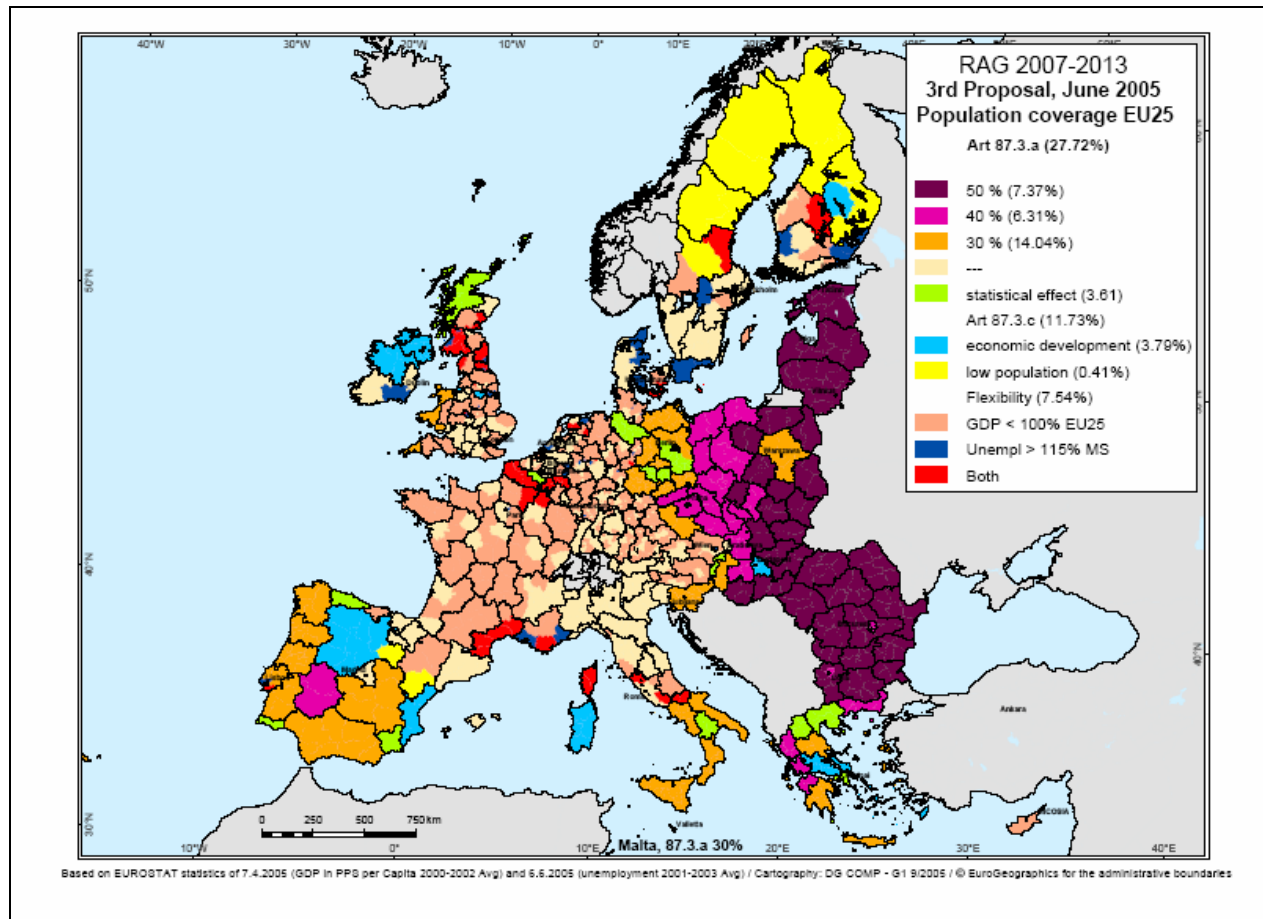 40°W
30°W
20°W
10°W
0°
10°E
RAG 2007-2013
3rd Proposal, June 2005
Population coverage EU25
Art 87.3.a (27.72%)
50 % (7.37%)
40 % (6.31%)
30 % (14.04%)
---
statistical effect (3.61)
Art 87.3.c (11.73%)
economic development (3.79%)
low population (0.41%)
Flexibility (7.54%)
GDP < 100% EU25
Unempl > 115% MS
Both
50°N
40°N
40°N
30°N
Warszawa
Ankara
Valletta
0 250 500 750 km
Malta, 87.3.a 30%
10°W
0°
10°E
20°E
30°E
40°E
Based on EUROSTAT statistics of 7.4.2005 (GDP in PPS per Capita 2000-2002 Avg) and 6.6.2005 (unemployment 2001-2003 Avg) / Cartography: DG COMP - G1 9/2005 / © EuroGeographics for the administrative boundaries